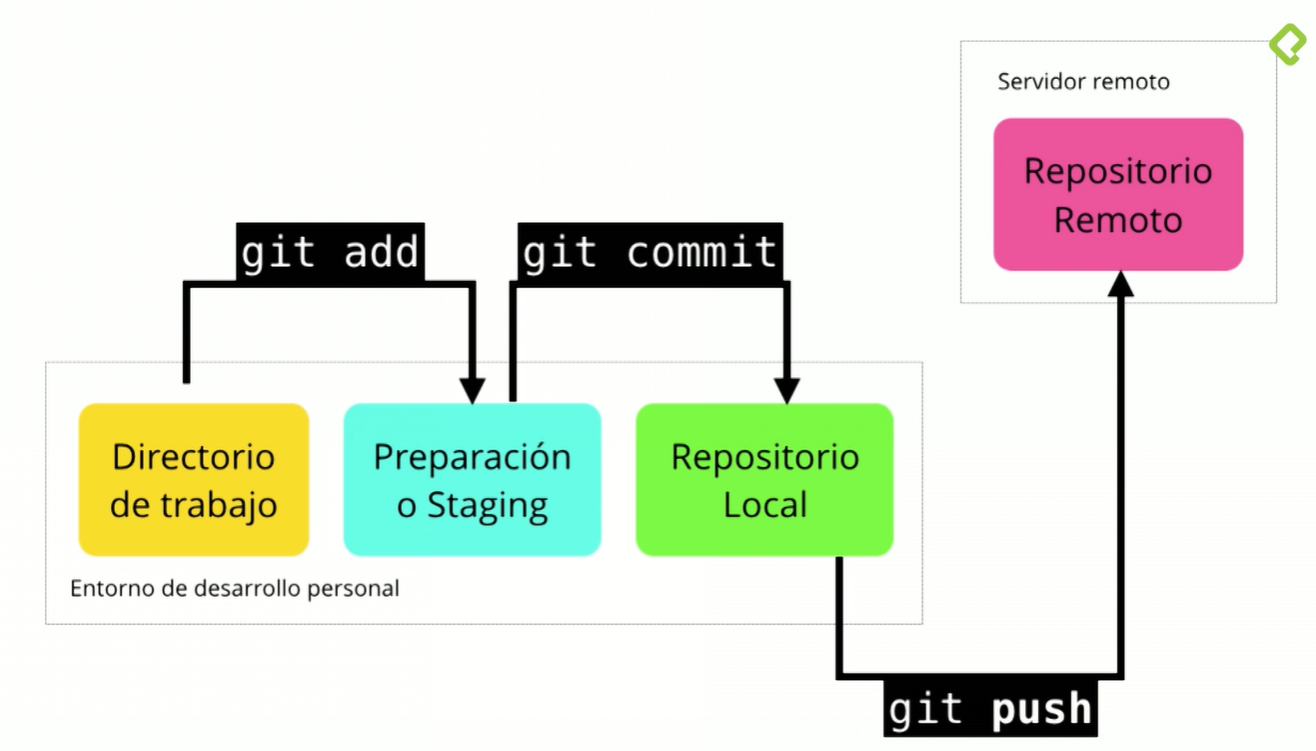 Servidor remoto
Repositorio
Remoto
git add
git commit
Directorio
de trabajo
Preparación
o Staging
Repositorio
Local
Entorno de desarrollo personal
git push